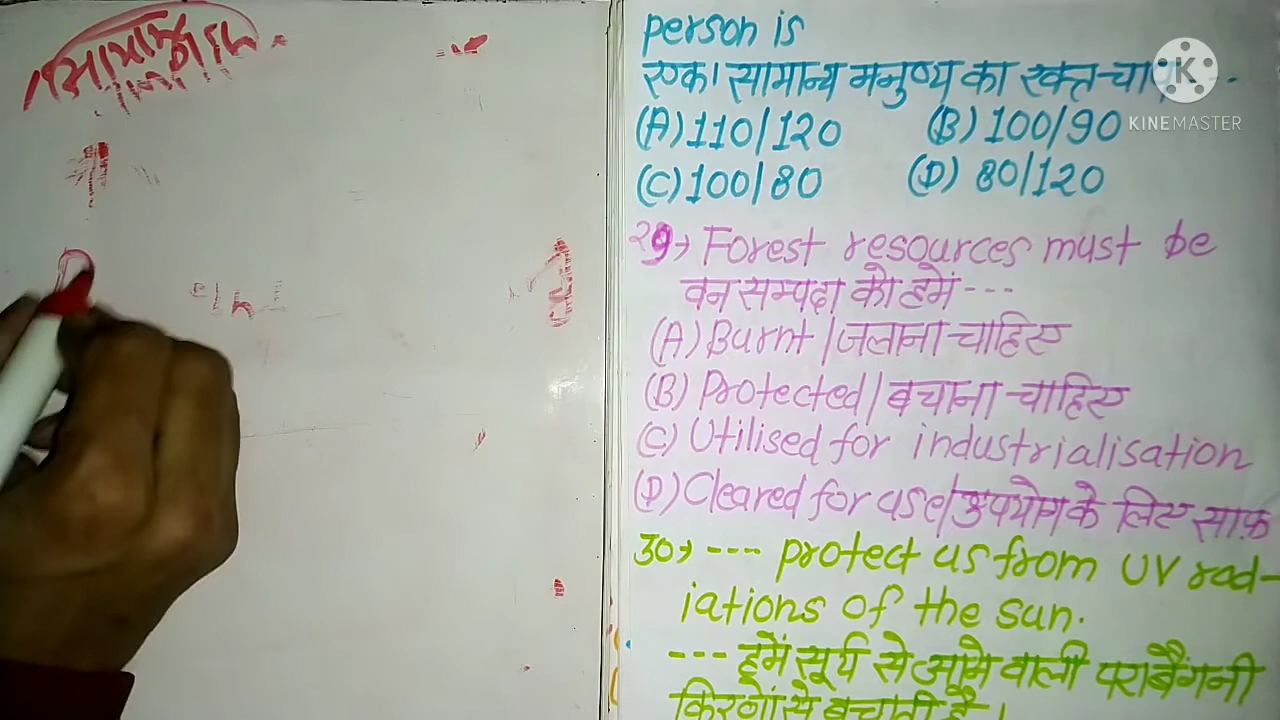 person is
एक सामान्य मनुष्य का रक्त-चाप
K
KINEMASTER
(A) 110/120 (B) 100/90
(C) 100/80 (D) 80/120
29→ Forest resources must be
वन सम्पदा को हमें ---
(A) Burnt/जलाना चाहिए
(B) Protected/बचाना चाहिए
(C) Utilised for industrialisation
(D) Cleared for use/उपयोग के लिए साफ़
30→ --- protect us from UV rad-
iations of the sun.
--- हमें सूर्य से आने वाली पराबैंगनी
किरणों से बचाती है।